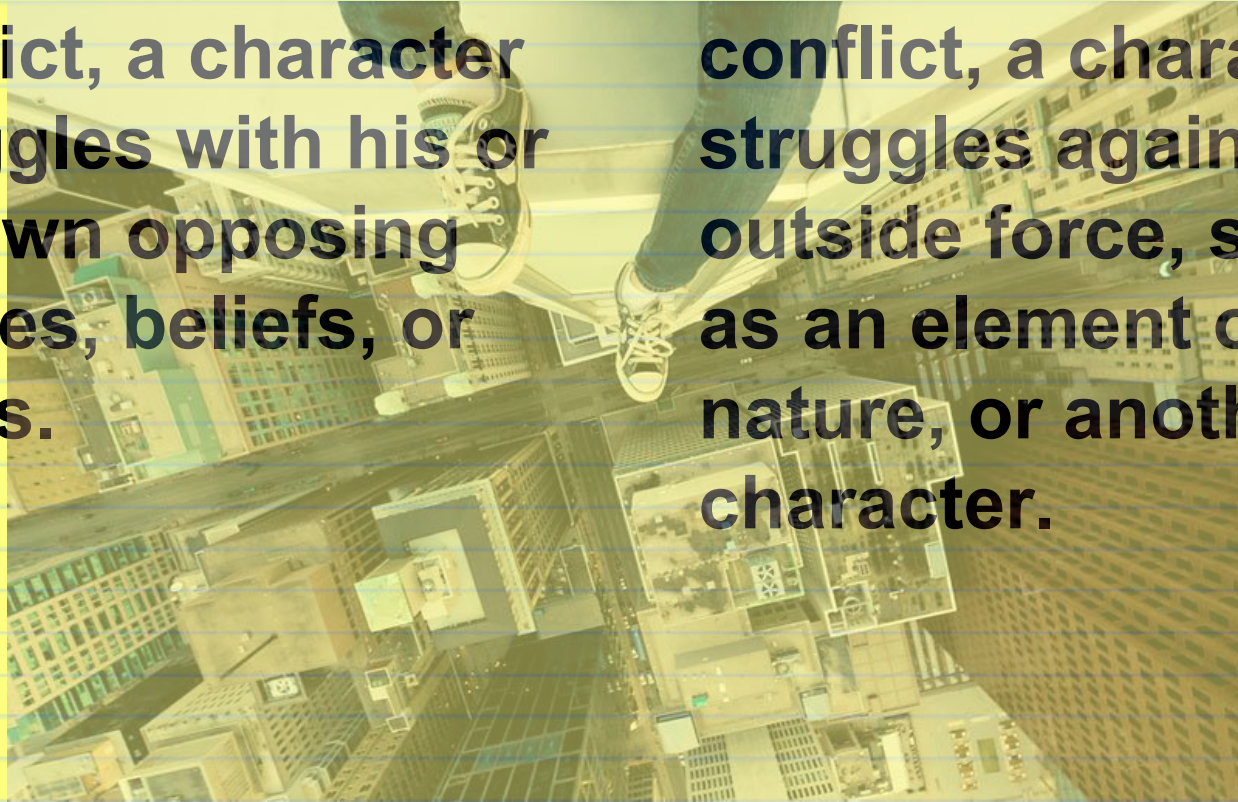 ict, a character
ggles with his or
wn opposing
es, beliefs, or
s.
conflict, a chara
struggles again
outside force, s
as an element o
nature, or anoth
character.